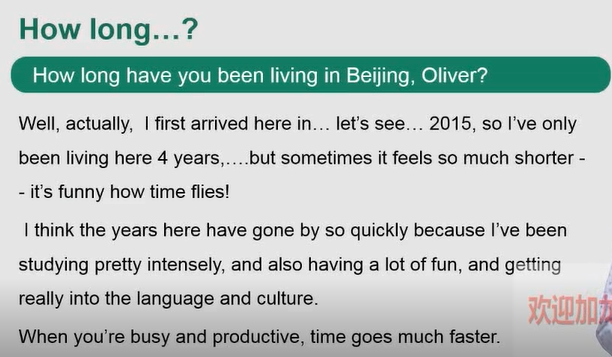 How long…?
How long have you been living in Beijing, Oliver?
Well, actually,  I first arrived here in… let’s see… 2015, so I’ve only
been living here 4 years,….but sometimes it feels so much shorter -
- it’s funny how time flies!
I think the years here have gone by so quickly because I’ve been
studying pretty intensely, and also having a lot of fun, and getting
really into the language and culture.
欢迎加
When you’re busy and productive, time goes much faster.